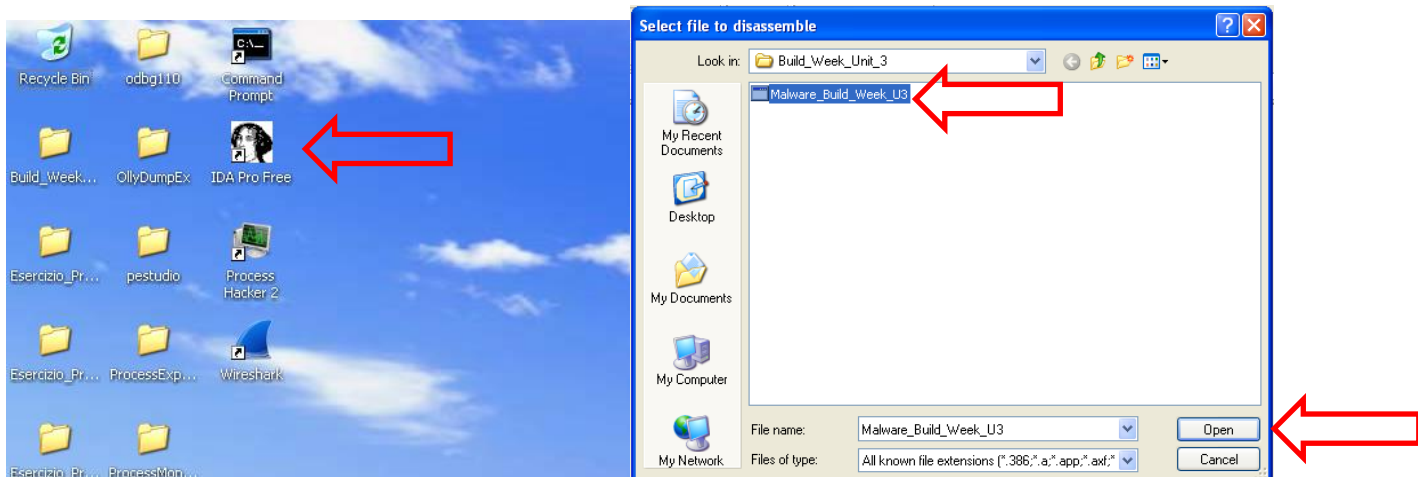 Recycle Bin
odbg110
Command
Prompt
Build_Week...
OllyDumpEx
IDA Pro Free
Esercizio_Pr...
pestudio
Process
Hacker 2
Esercizio_Pr...
ProcessExp...
Wireshark
Esercizio_Pr...
ProcessMon...
Select file to disassemble
Look in:
Build_Week_Unit_3
Malware_Build_Week_U3
My Recent
Documents
Desktop
My Documents
My Computer
My Network
File name:
Malware_Build_Week_U3
Open
Files of type:
All known file extensions (*.386;*.a;*.app;*.axf;*
Cancel